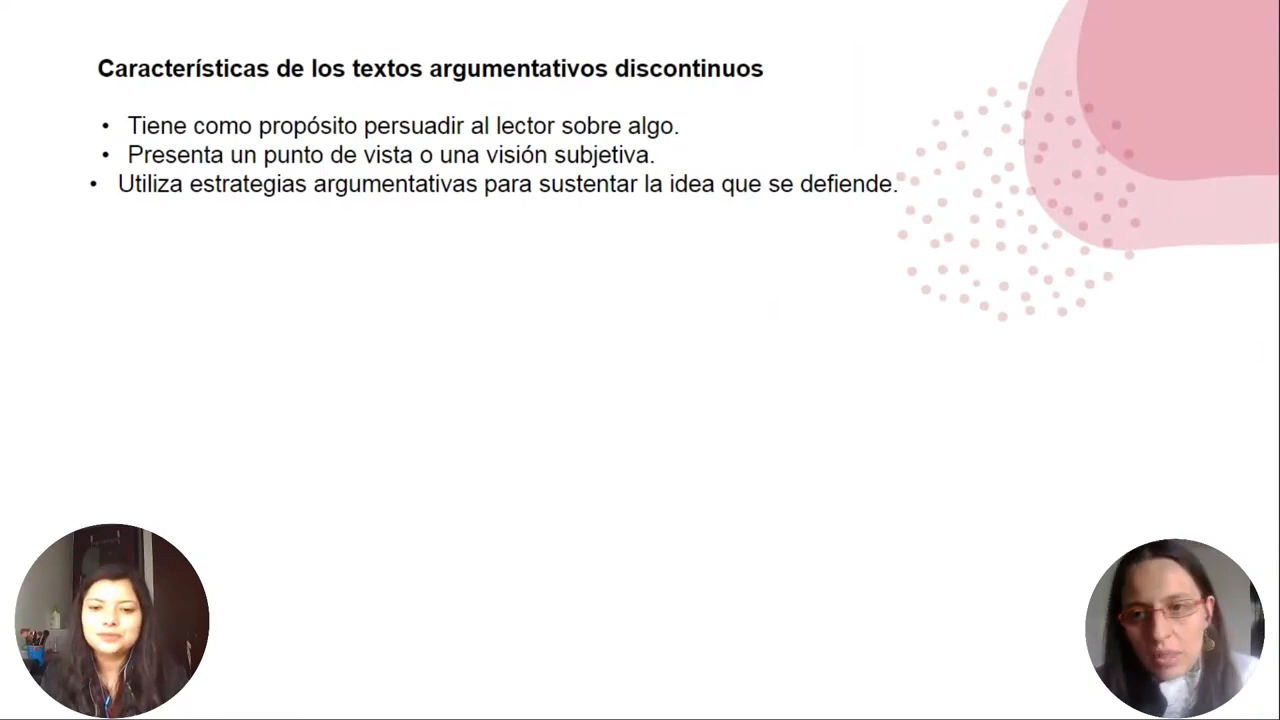 Características de los textos argumentativos discontinuos
• Tiene como propósito persuadir al lector sobre algo.
• Presenta un punto de vista o una visión subjetiva.
• Utiliza estrategias argumentativas para sustentar la idea que se defiende.